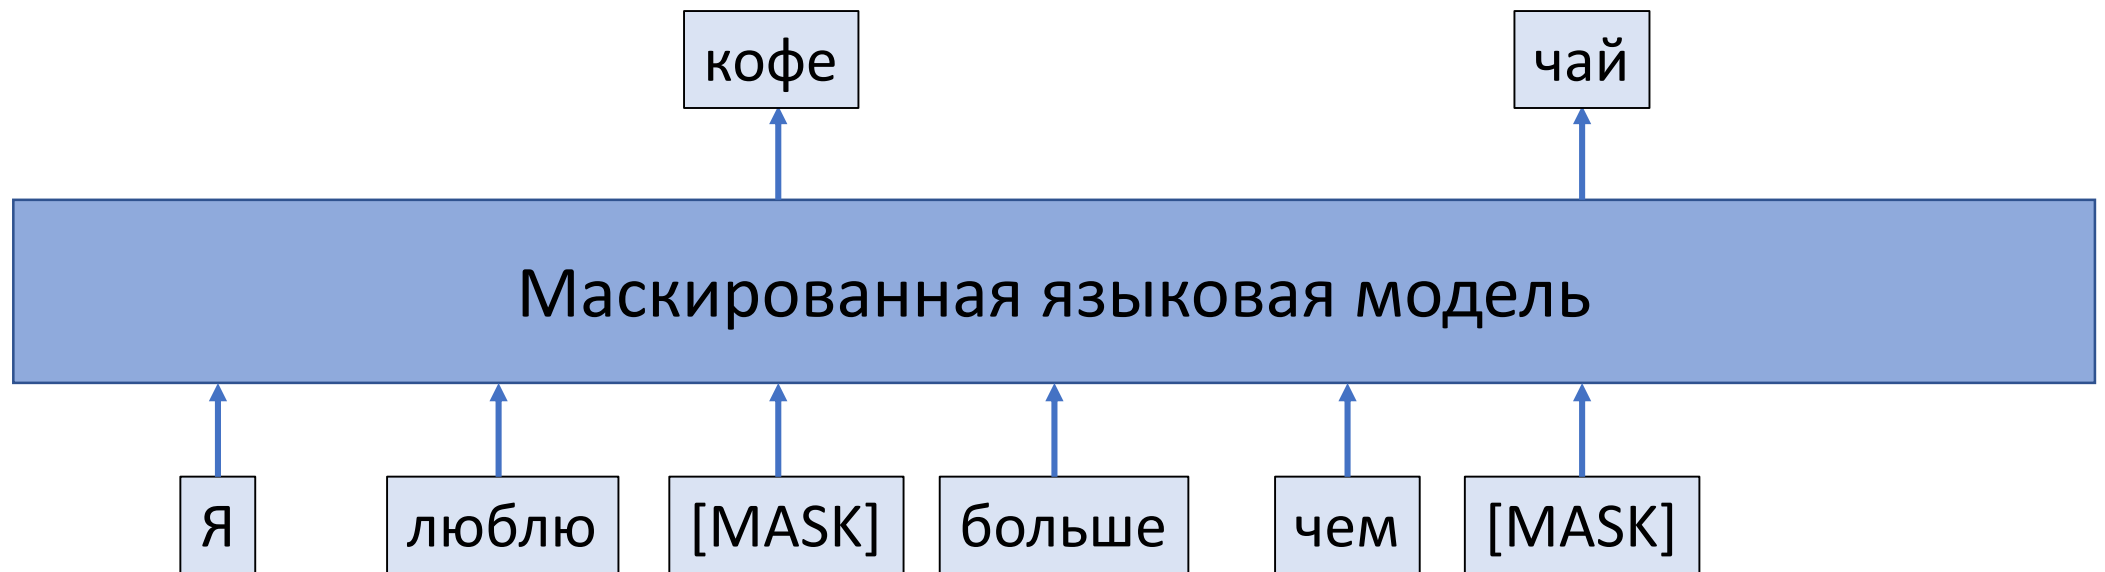 кофе чай
Маскированная языковая модель
Я люблю [MASK] больше чем [MASK]